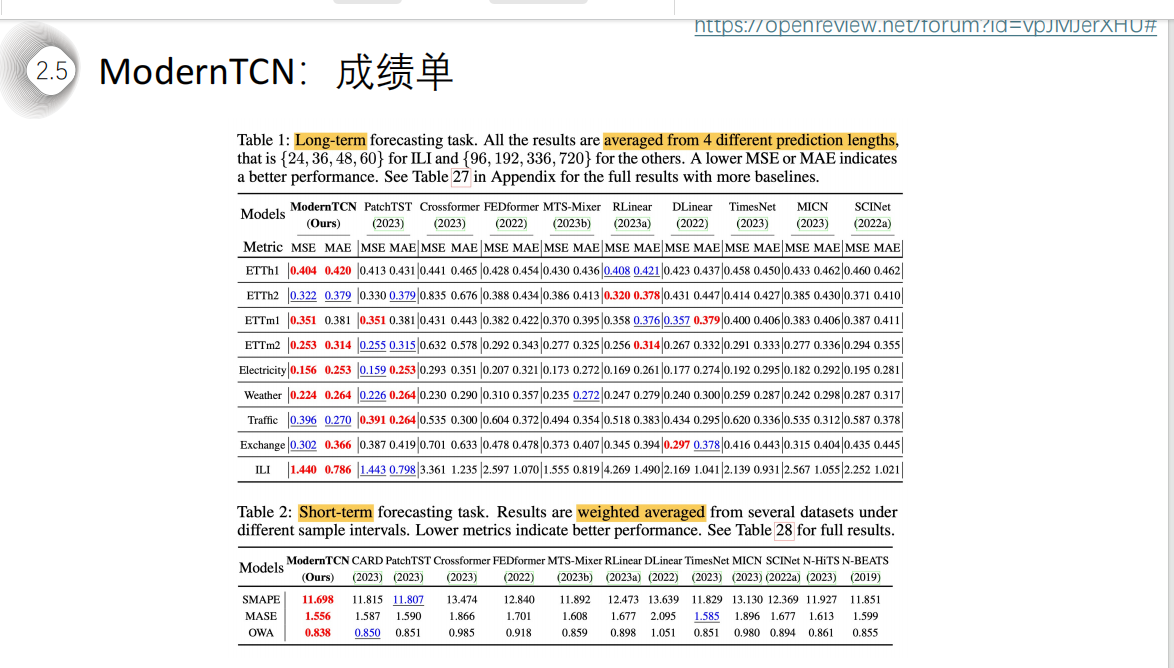 https://openreview.net/forum?id=vpJMJerXHU#
2.5
ModernTCN：成绩单
Table 1: Long-term forecasting task. All the results are averaged from 4 different prediction lengths,
that is {24, 36, 48, 60} for ILI and {96, 192, 336, 720} for the others. A lower MSE or MAE indicates
a better performance. See Table 27 in Appendix for the full results with more baselines.
Models ModernTCN PatchTST Crossformer FEDformer MTS-Mixer RLinear DLinear TimesNet MICN SCINet
(Ours) (2023) (2023) (2022) (2023b) (2023a) (2022) (2023) (2023) (2022a)
Metric MSE MAE MSE MAE MSE MAE MSE MAE MSE MAE MSE MAE MSE MAE MSE MAE MSE MAE MSE MAE
ETTh1 0.404 0.420 0.413 0.431 0.441 0.465 0.428 0.454 0.430 0.436 0.408 0.421 0.423 0.437 0.458 0.450 0.433 0.462 0.460 0.462
ETTh2 0.322 0.379 0.330 0.379 0.835 0.676 0.388 0.434 0.386 0.413 0.320 0.378 0.431 0.447 0.414 0.427 0.385 0.430 0.371 0.410
ETTm1 0.351 0.381 0.351 0.381 0.431 0.443 0.382 0.422 0.370 0.395 0.358 0.376 0.357 0.379 0.400 0.406 0.383 0.406 0.387 0.411
ETTm2 0.253 0.314 0.255 0.315 0.632 0.578 0.292 0.343 0.277 0.325 0.256 0.314 0.267 0.332 0.291 0.333 0.277 0.336 0.294 0.355
Electricity 0.156 0.253 0.159 0.253 0.293 0.351 0.207 0.321 0.173 0.272 0.169 0.261 0.177 0.274 0.192 0.295 0.182 0.292 0.195 0.281
Weather 0.224 0.264 0.226 0.264 0.230 0.290 0.310 0.357 0.235 0.272 0.247 0.279 0.240 0.300 0.259 0.287 0.242 0.298 0.287 0.317
Traffic 0.396 0.270 0.391 0.264 0.535 0.300 0.604 0.372 0.494 0.354 0.518 0.383 0.434 0.295 0.620 0.336 0.535 0.312 0.587 0.378
Exchange 0.302 0.366 0.387 0.419 0.701 0.633 0.478 0.478 0.373 0.407 0.345 0.394 0.297 0.378 0.416 0.443 0.315 0.404 0.435 0.445
ILI 1.440 0.786 1.443 0.798 3.361 1.235 2.597 1.070 1.555 0.819 4.269 1.490 2.169 1.041 2.139 0.931 2.567 1.055 2.252 1.021
Table 2: Short-term forecasting task. Results are weighted averaged from several datasets under
different sample intervals. Lower metrics indicate better performance. See Table 28 for full results.
Models ModernTCN CARD PatchTST Crossformer FEDformer MTS-Mixer RLinear DLinear TimesNet MICN SCINet N-HiTS N-BEATS
(Ours) (2023) (2023) (2023) (2022) (2023b) (2023a) (2022) (2023) (2023) (2022a) (2023) (2019)
SMAPE 11.698 11.815 11.807 13.474 12.840 11.892 12.473 13.639 11.829 13.130 12.369 11.927 11.851
MASE 1.556 1.587 1.590 1.866 1.701 1.608 1.677 2.095 1.585 1.896 1.677 1.613 1.599
OWA 0.838 0.850 0.851 0.985 0.918 0.859 0.898 1.051 0.851 0.980 0.894 0.861 0.855